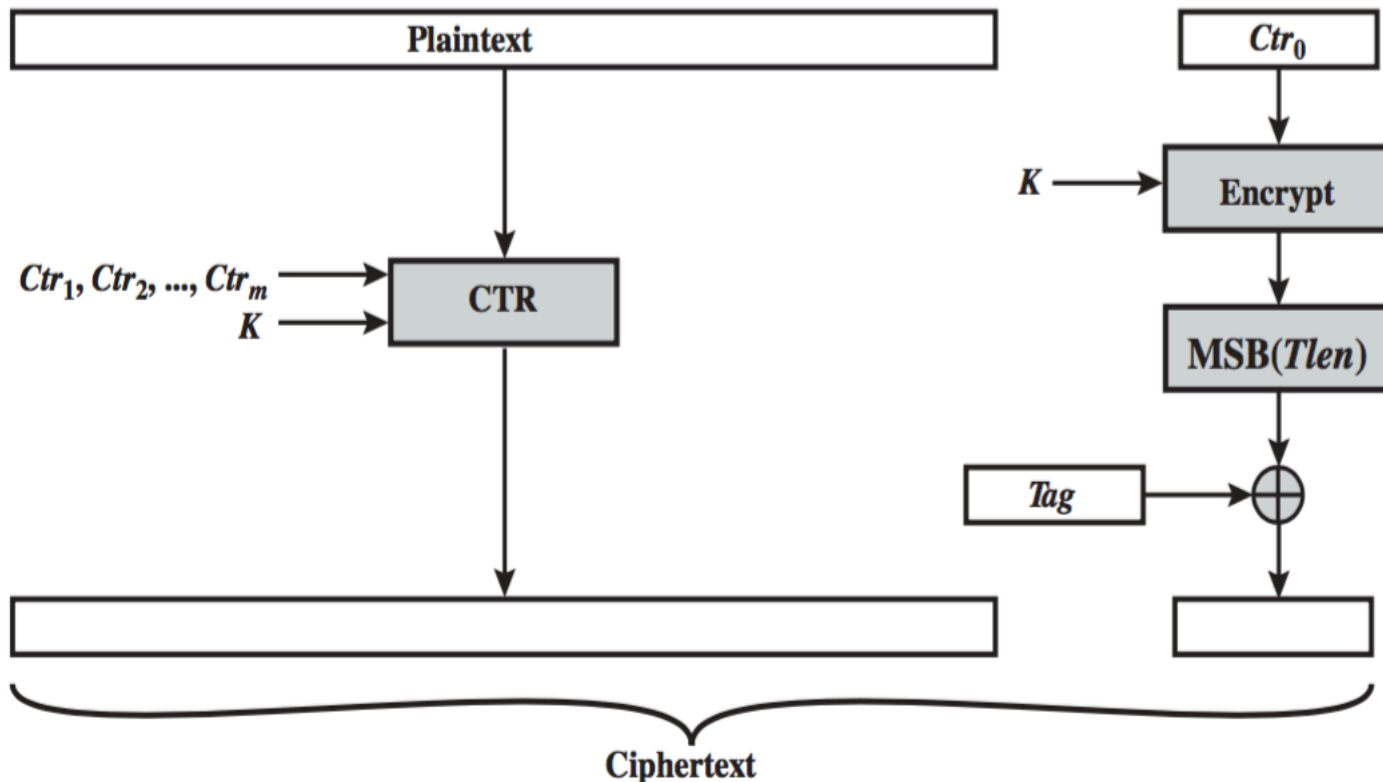 Plaintext
Ctr₀
K
Encrypt
Ctr₁, Ctr₂, ..., Ctrₘ
K
CTR
MSB(Tlen)
Tag
Ciphertext